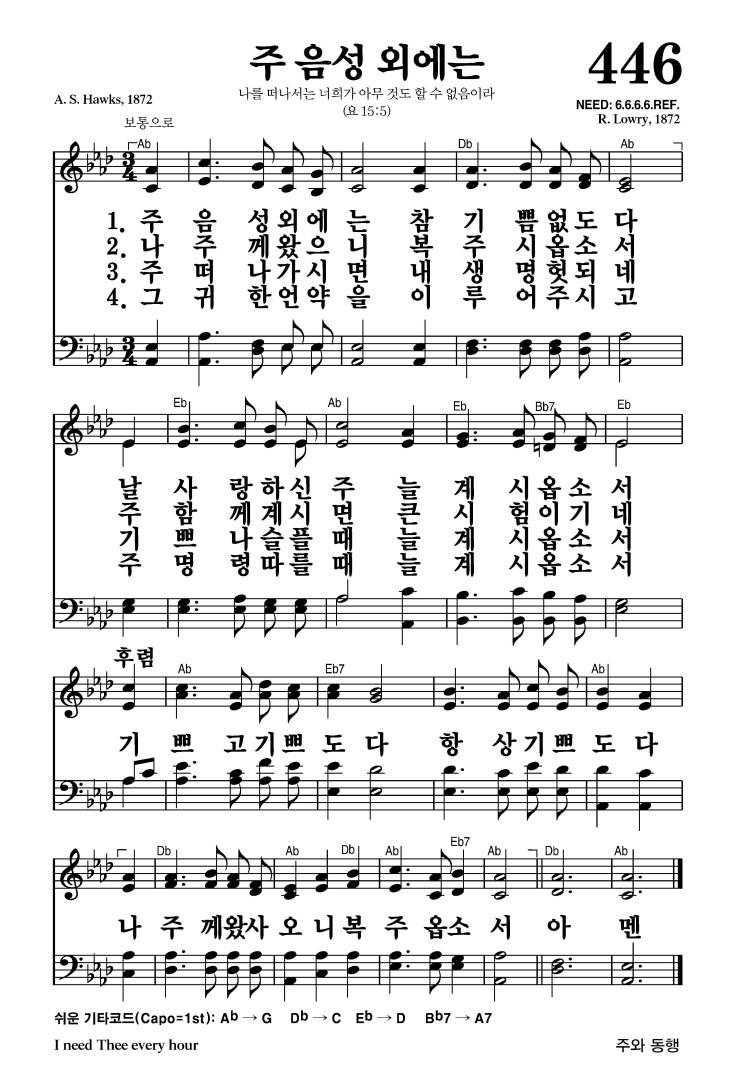 주 음성 외에는
446
A. S. Hawks, 1872
나를 떠나서는 너희가 아무 것도 할 수 없음이라
(요 15:5)
NEED: 6.6.6.6.REF.
R. Lowry, 1872
보통으로
Ab Db Ab
3 4
1. 주 음 성외에 는 참 기 쁨없도 다
2. 나 주 께왔으 니 복 주 시옵소 서
3. 주 떠 나가시 면 내 생 명헛되 네
4. 그 귀 한언약 을 이 루 어주시 고
3 4
Eb Ab Eb Bb7 Eb
날 사 랑하신 주 늘 계 시옵소 서
주 함 께계시 면 큰 시 험이기 네
기 쁘 나슬플 때 늘 계 시옵소 서
주 명 령따를 때 늘 계 시옵소 서
후렴
Ab Eb7 Ab
기 쁘 고기쁘 도 다 항 상기쁘 도 다
Db Ab Db Ab Eb7 Ab Db Ab
나 주 께왔사 오 니 복 주 옵소 서 아 멘
쉬운 기타코드(Capo=1st): Ab → G Db → C Eb → D Bb7 → A7
I need Thee every hour
주와 동행